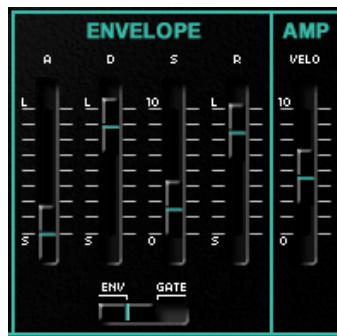 ENVELOPE AMP
A D S R VELO
L L 10 L 10
S S 0 S 0
ENV GATE